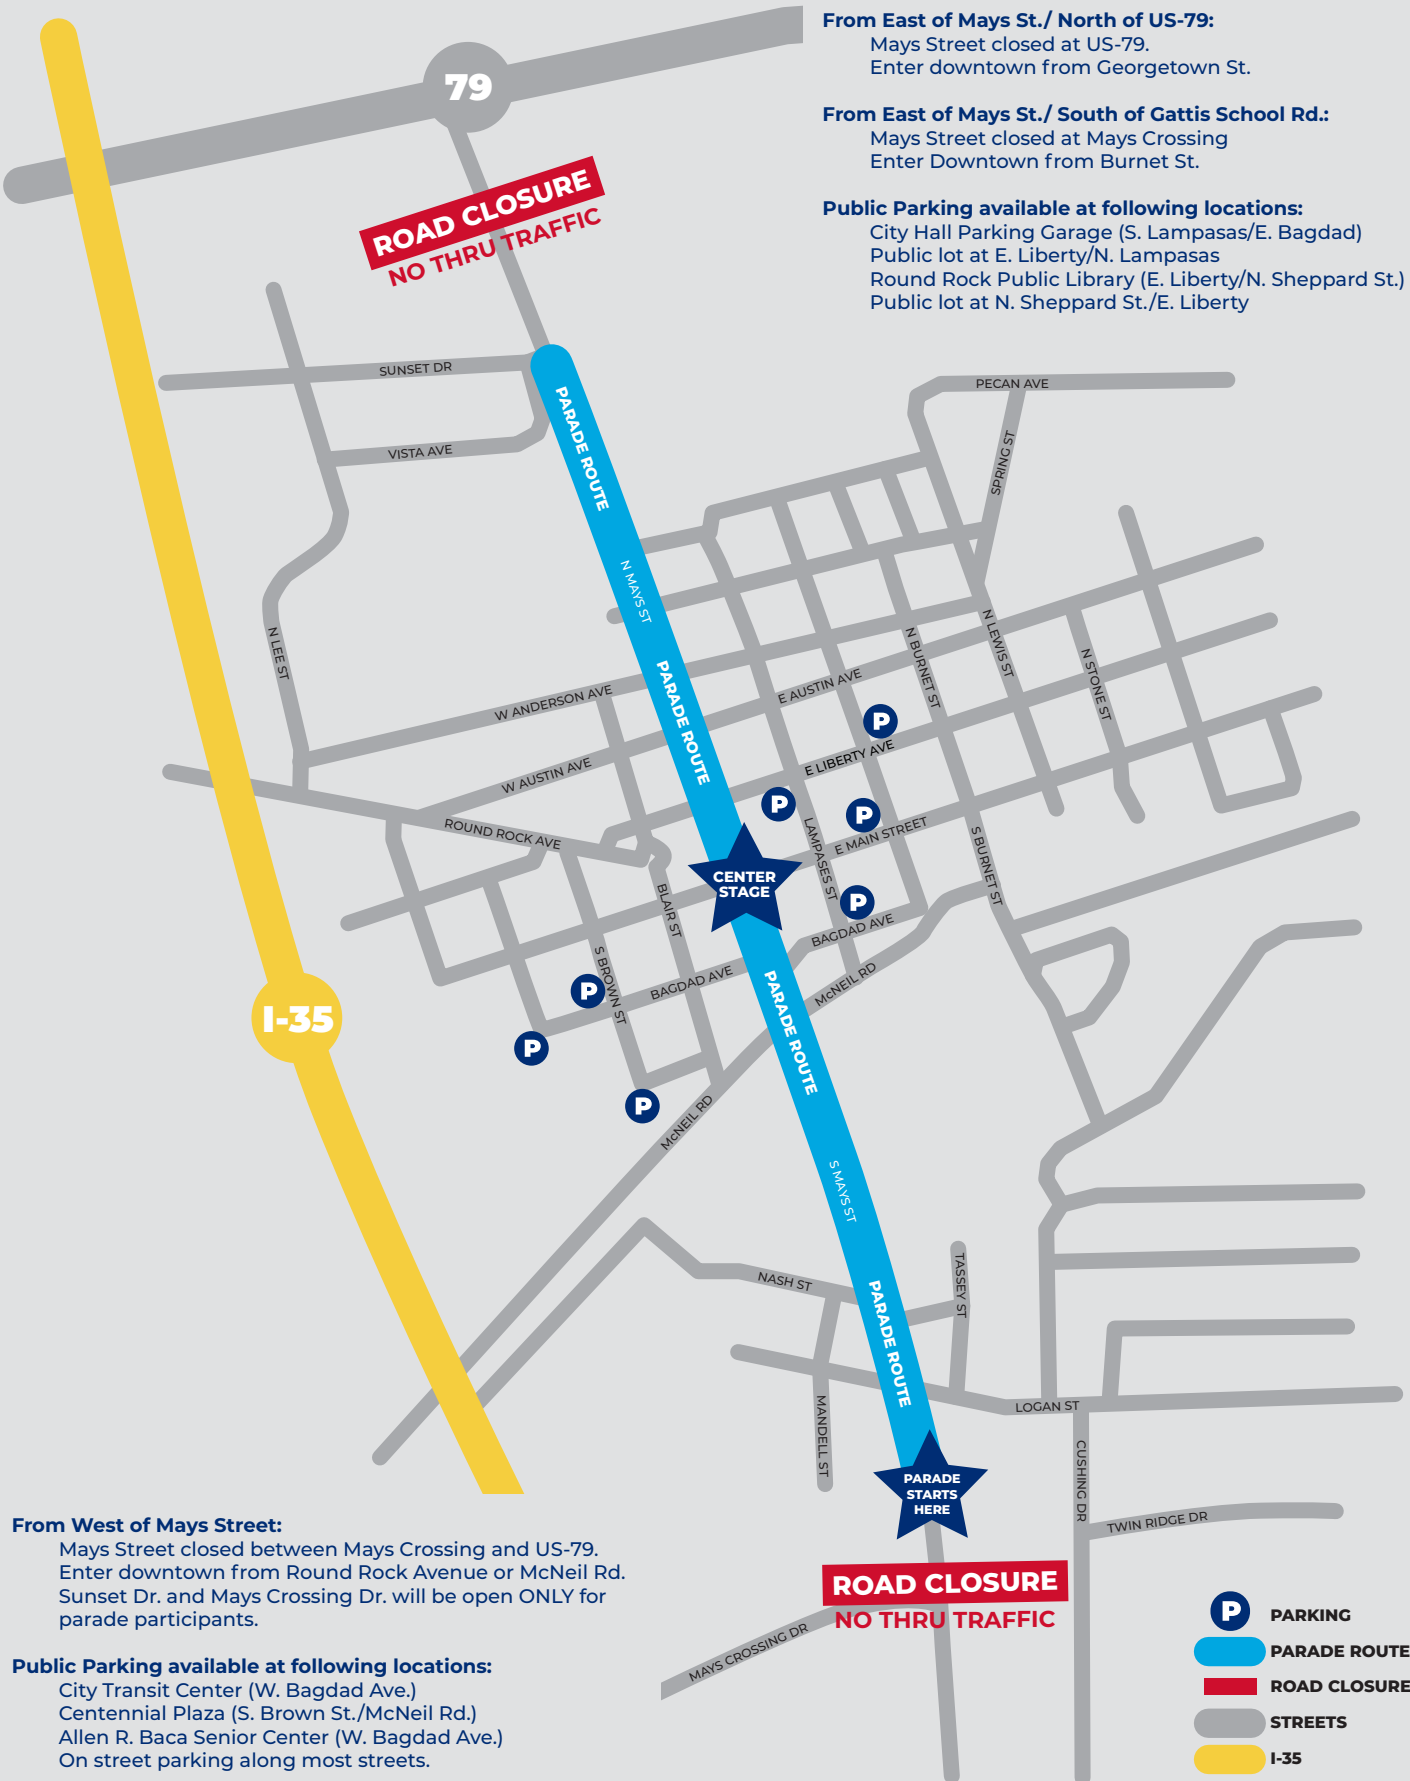 From East of Mays St./ North of US-79:
Mays Street closed at US-79.
Enter downtown from Georgetown St.
From East of Mays St./ South of Gattis School Rd.:
Mays Street closed at Mays Crossing
Enter Downtown from Burnet St.
Public Parking available at following locations:
City Hall Parking Garage (S. Lampasas/E. Bagdad)
Public lot at E. Liberty/N. Lampasas
Round Rock Public Library (E. Liberty/N. Sheppard St.)
Public lot at N. Sheppard St./E. Liberty
79
ROAD CLOSURE
NO THRU TRAFFIC
SUNSET DR
VISTA AVE
PECAN AVE
SPRING ST
PARADE ROUTE
N MAYS ST
N LEE ST
N LEWIS ST
N BURNET ST
N STONE ST
PARADE ROUTE
W ANDERSON AVE
E AUSTIN AVE
P
E LIBERTY AVE
W AUSTIN AVE
P
P
ROUND ROCK AVE
E MAIN STREET
LAMPASES ST
S BURNET ST
CENTER
STAGE
BLAIR ST
P
BAGDAD AVE
S BROWN ST
BAGDAD AVE
McNEIL RD
P
PARADE ROUTE
I-35
P
P
McNEIL RD
S MAYS ST
NASH ST
TASSEY ST
PARADE ROUTE
MANDELL ST
LOGAN ST
CUSHING DR
PARADE
STARTS
HERE
TWIN RIDGE DR
ROAD CLOSURE
NO THRU TRAFFIC
MAYS CROSSING DR
From West of Mays Street:
Mays Street closed between Mays Crossing and US-79.
Enter downtown from Round Rock Avenue or McNeil Rd.
Sunset Dr. and Mays Crossing Dr. will be open ONLY for
parade participants.
Public Parking available at following locations:
City Transit Center (W. Bagdad Ave.)
Centennial Plaza (S. Brown St./McNeil Rd.)
Allen R. Baca Senior Center (W. Bagdad Ave.)
On street parking along most streets.
P PARKING
PARADE ROUTE
ROAD CLOSURE
STREETS
I-35